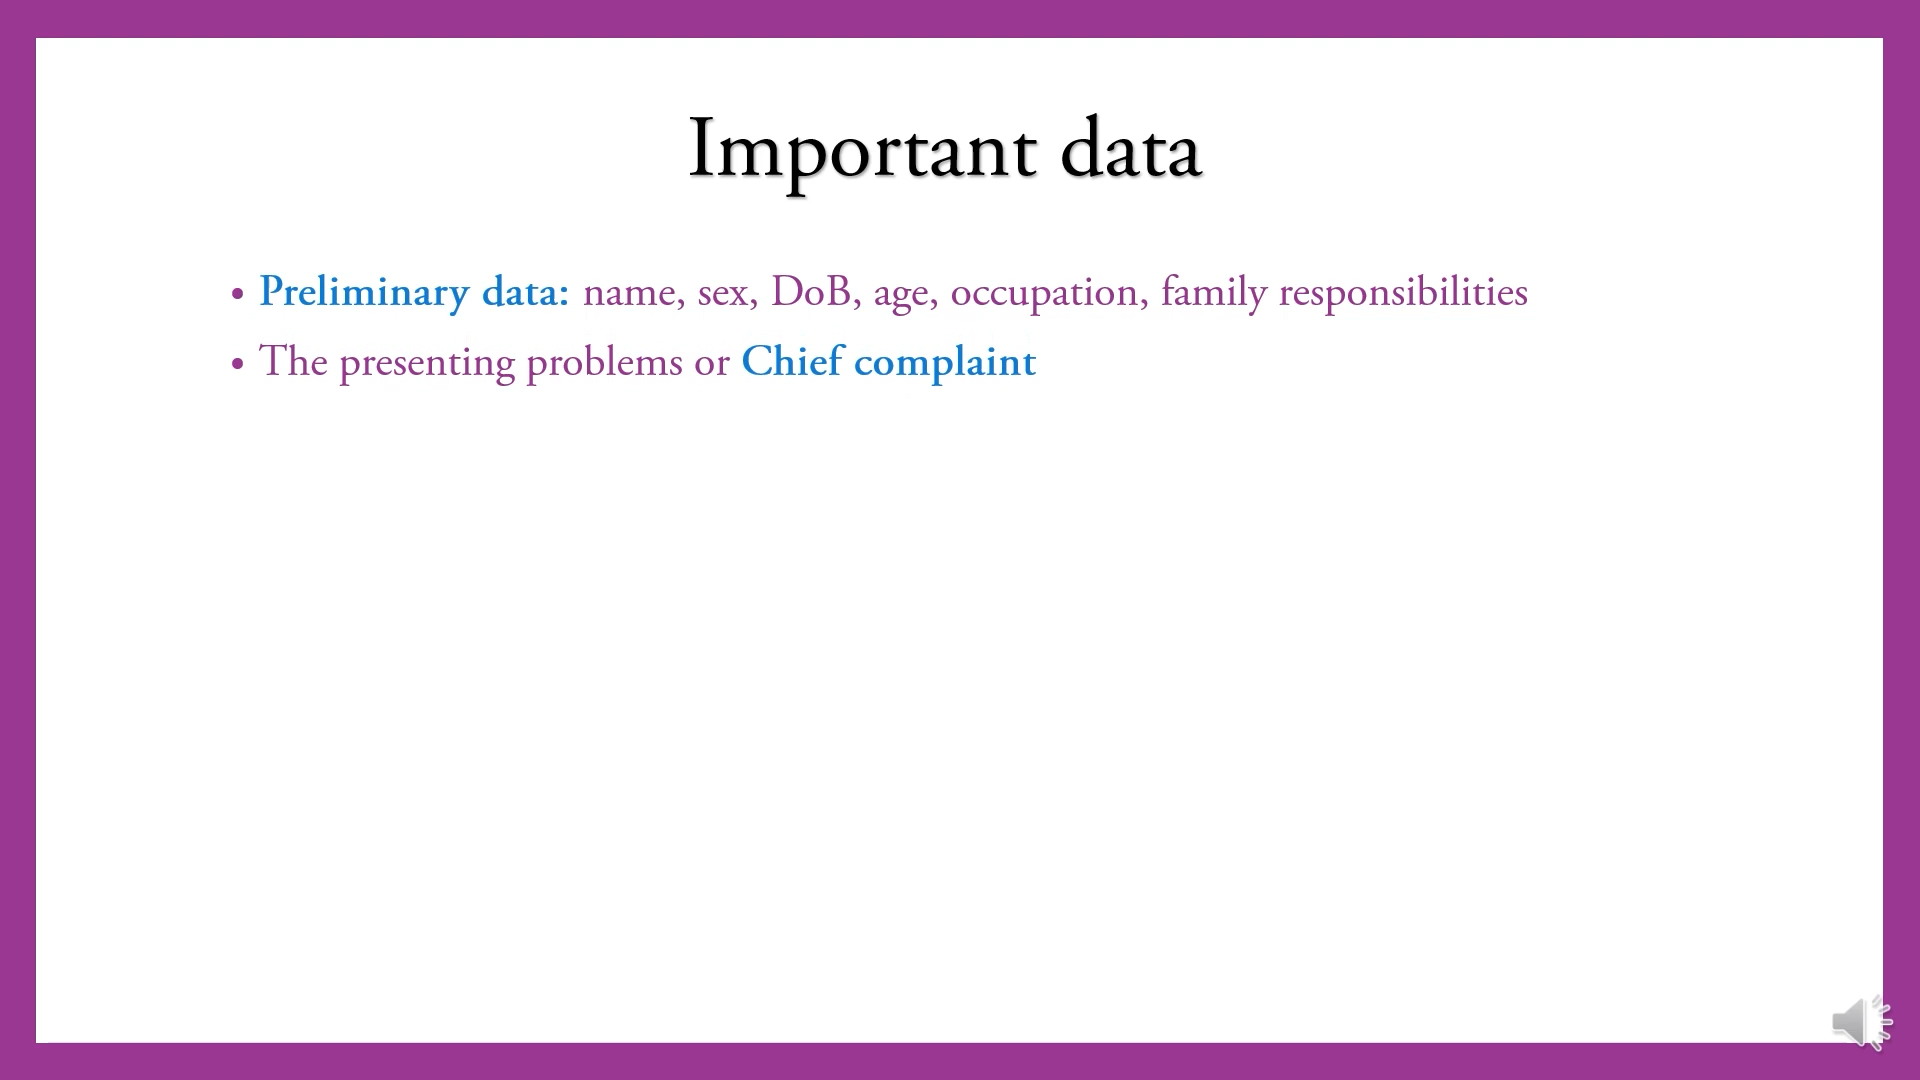 Important data
• Preliminary data: name, sex, DoB, age, occupation, family responsibilities
• The presenting problems or Chief complaint